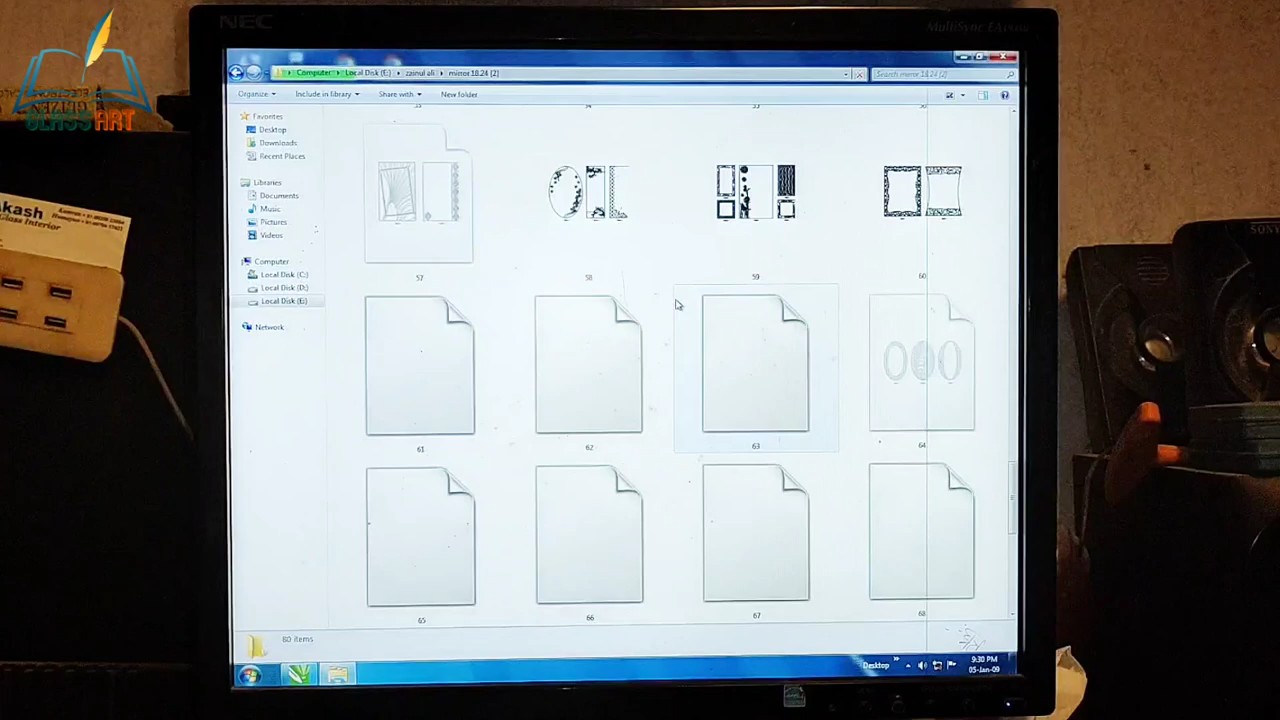 NEC
MultiSync
GLASS ART
Computer
Local Disk (E:)
zainul ali
mirror 18.24 (2)
Search mirror 18.24 (2)
Organize
Include in library
Share with
New folder
Favorites
Desktop
Downloads
Recent Places
Libraries
Documents
Music
Pictures
Videos
Computer
Local Disk (C:)
Local Disk (D:)
Local Disk (E:)
Network
57
58
59
60
61
62
63
64
65
66
67
68
80 items
Desktop
9:30 PM
05-Jan-09
Akash
Glass Interior
SONY